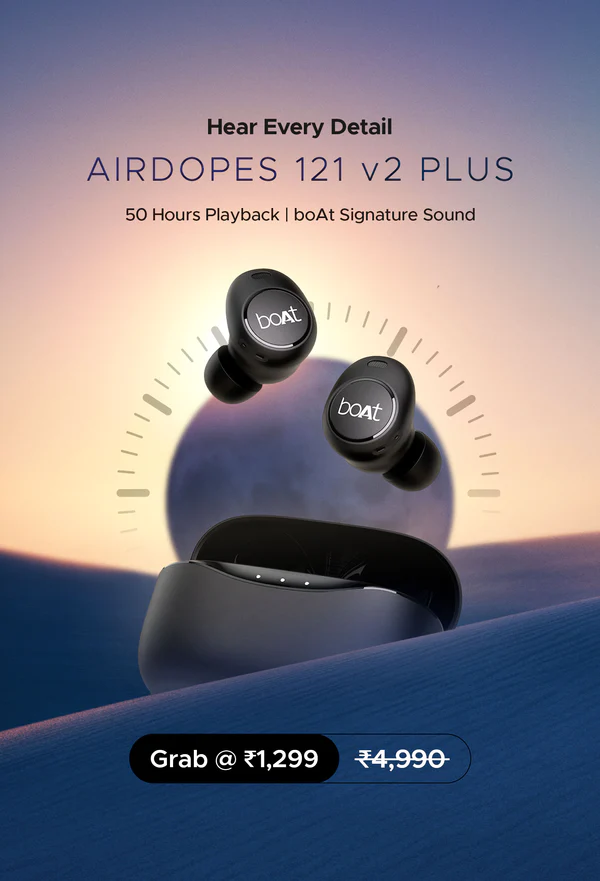 Hear Every Detail
AIRDOPES 121 v2 PLUS
50 Hours Playback | boAt Signature Sound
boAt
boAt
Grab @ ₹1,299 ₹4,990